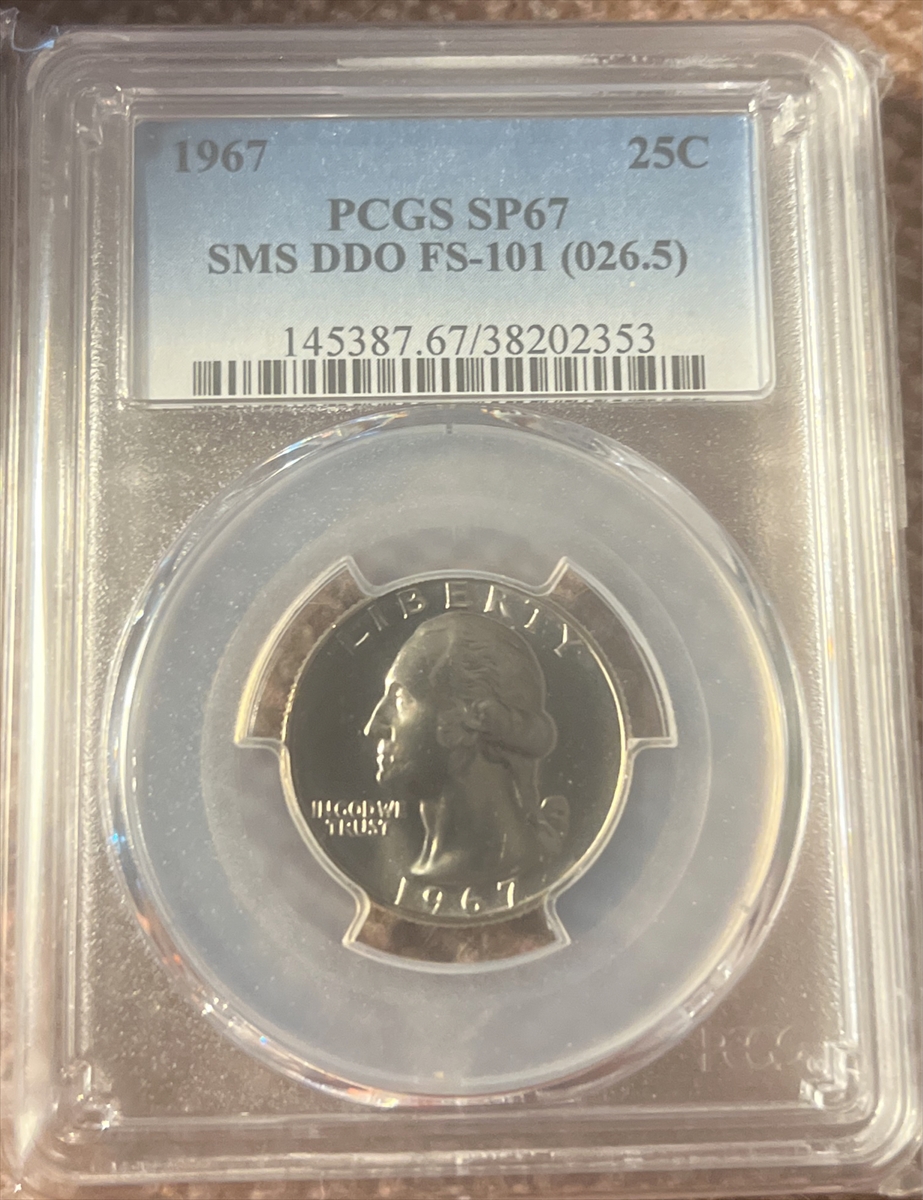 1967 25C
PCGS SP67
SMS DDO FS-101 (026.5)
145387.67/38202353
LIBERTY
IN GOD WE
TRUST
1967
PCGS